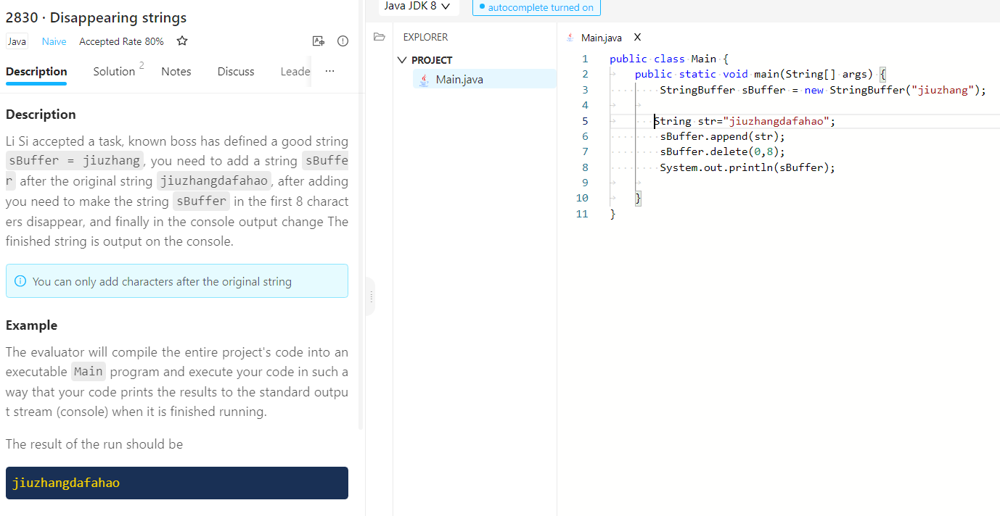 2830 · Disappearing strings
Java Naive Accepted Rate 80%
Description Solution 2 Notes Discuss Leade ...
Description
Li Si accepted a task, known boss has defined a good string
sBuffer = jiuzhang, you need to add a string sBuffe
r after the original string jiuzhangdafahao, after adding
you need to make the string sBuffer in the first 8 charact
ers disappear, and finally in the console output change The
finished string is output on the console.
You can only add characters after the original string
Example
The evaluator will compile the entire project's code into an
executable Main program and execute your code in such a
way that your code prints the results to the standard outpu
t stream (console) when it is finished running.
The result of the run should be
jiuzhangdafahao
Java JDK 8 autocomplete turned on
EXPLORER
PROJECT
Main.java
Main.java X
1 public class Main {
2 public static void main(String[] args) {
3 StringBuffer sBuffer = new StringBuffer("jiuzhang");
4
5 String str="jiuzhangdafahao";
6 sBuffer.append(str);
7 sBuffer.delete(0,8);
8 System.out.println(sBuffer);
9
10 }
11 }